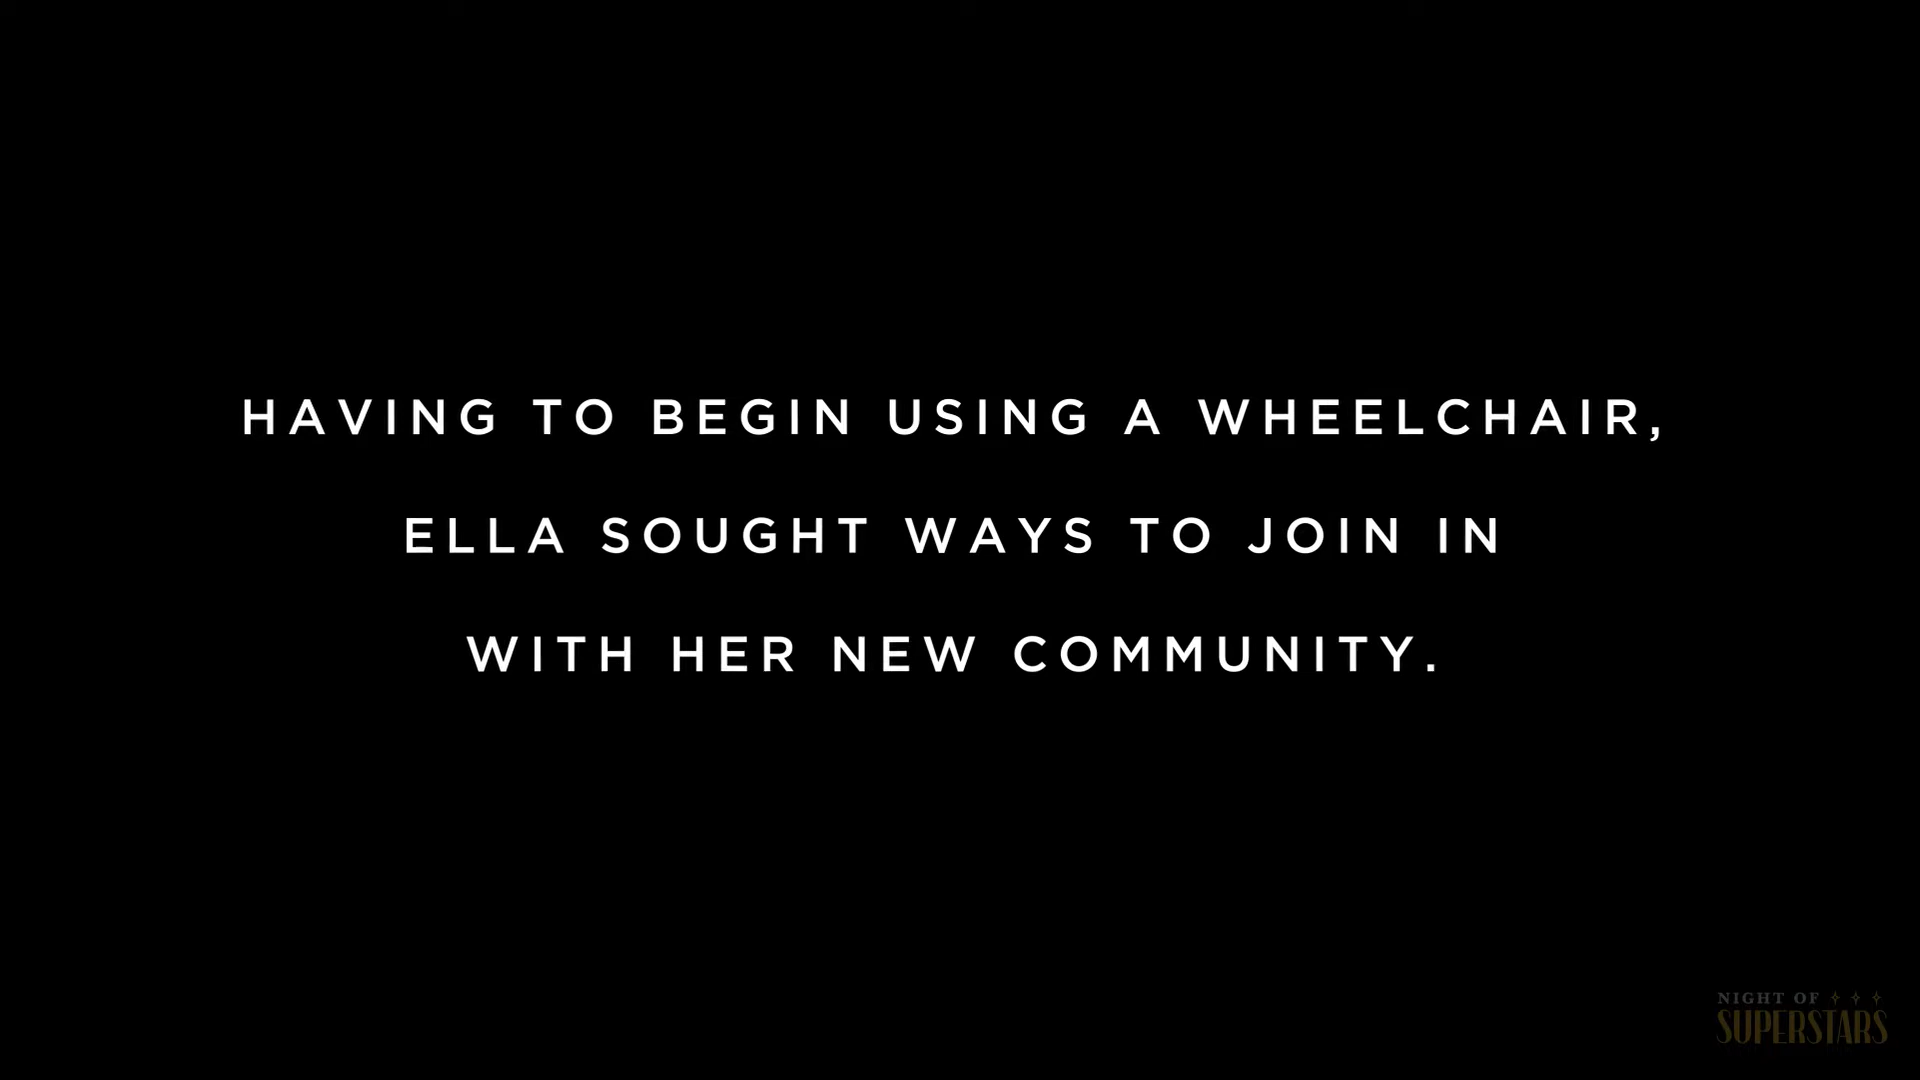 HAVING TO BEGIN USING A WHEELCHAIR,
ELLA SOUGHT WAYS TO JOIN IN
WITH HER NEW COMMUNITY.
NIGHT OF
SUPERSTARS